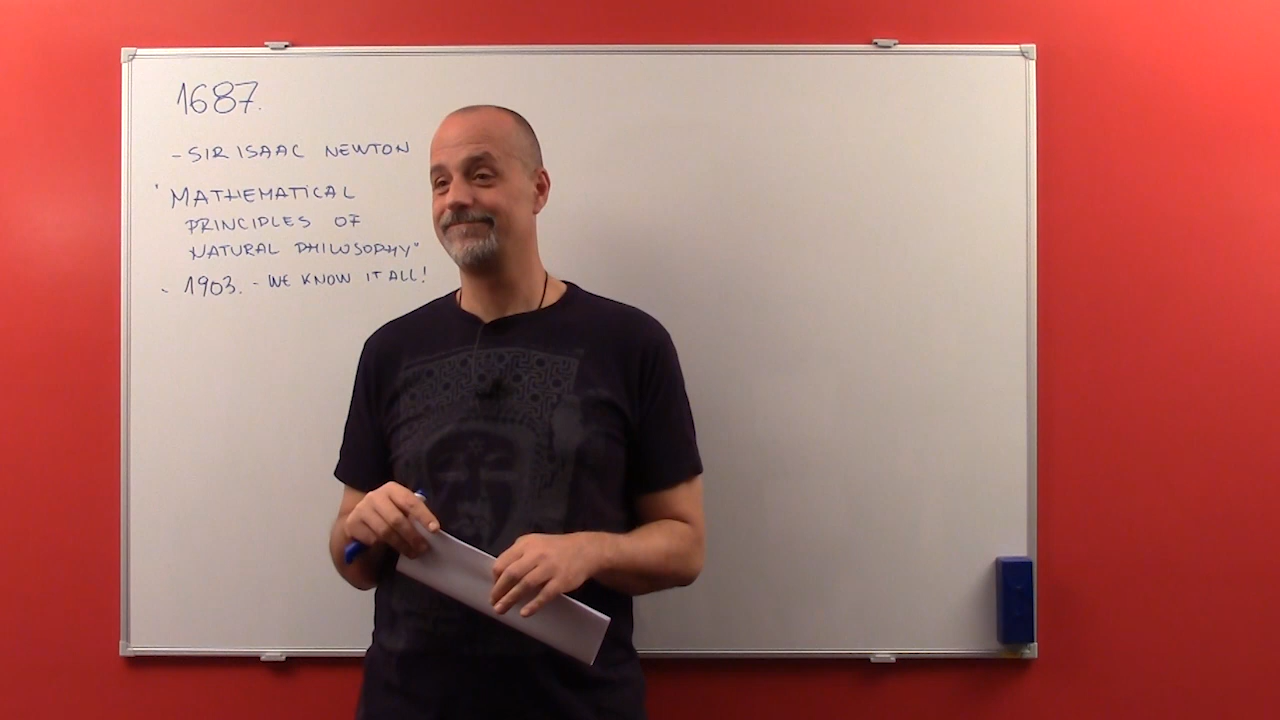 1687.
- SIR ISAAC NEWTON
"MATHEMATICAL
PRINCIPLES OF
NATURAL PHILOSOPHY"
- 1903. - WE KNOW IT ALL!